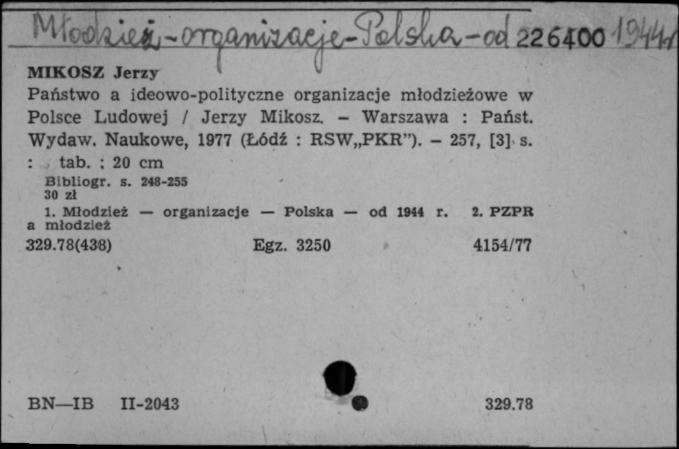 Młodzież-organizacje-Polska-od 226400 1944r
MIKOSZ Jerzy
Państwo a ideowo-polityczne organizacje młodzieżowe w
Polsce Ludowej / Jerzy Mikosz. – Warszawa : Państ.
Wydaw. Naukowe, 1977 (Łódź : RSW„PKR”). – 257, [3] s.
: tab. ; 20 cm
Bibliogr. s. 248-255
30 zł
1. Młodzież — organizacje — Polska — od 1944 r. 2. PZPR
a młodzież
329.78(438) Egz. 3250 4154/77
BN—IB II-2043 329.78